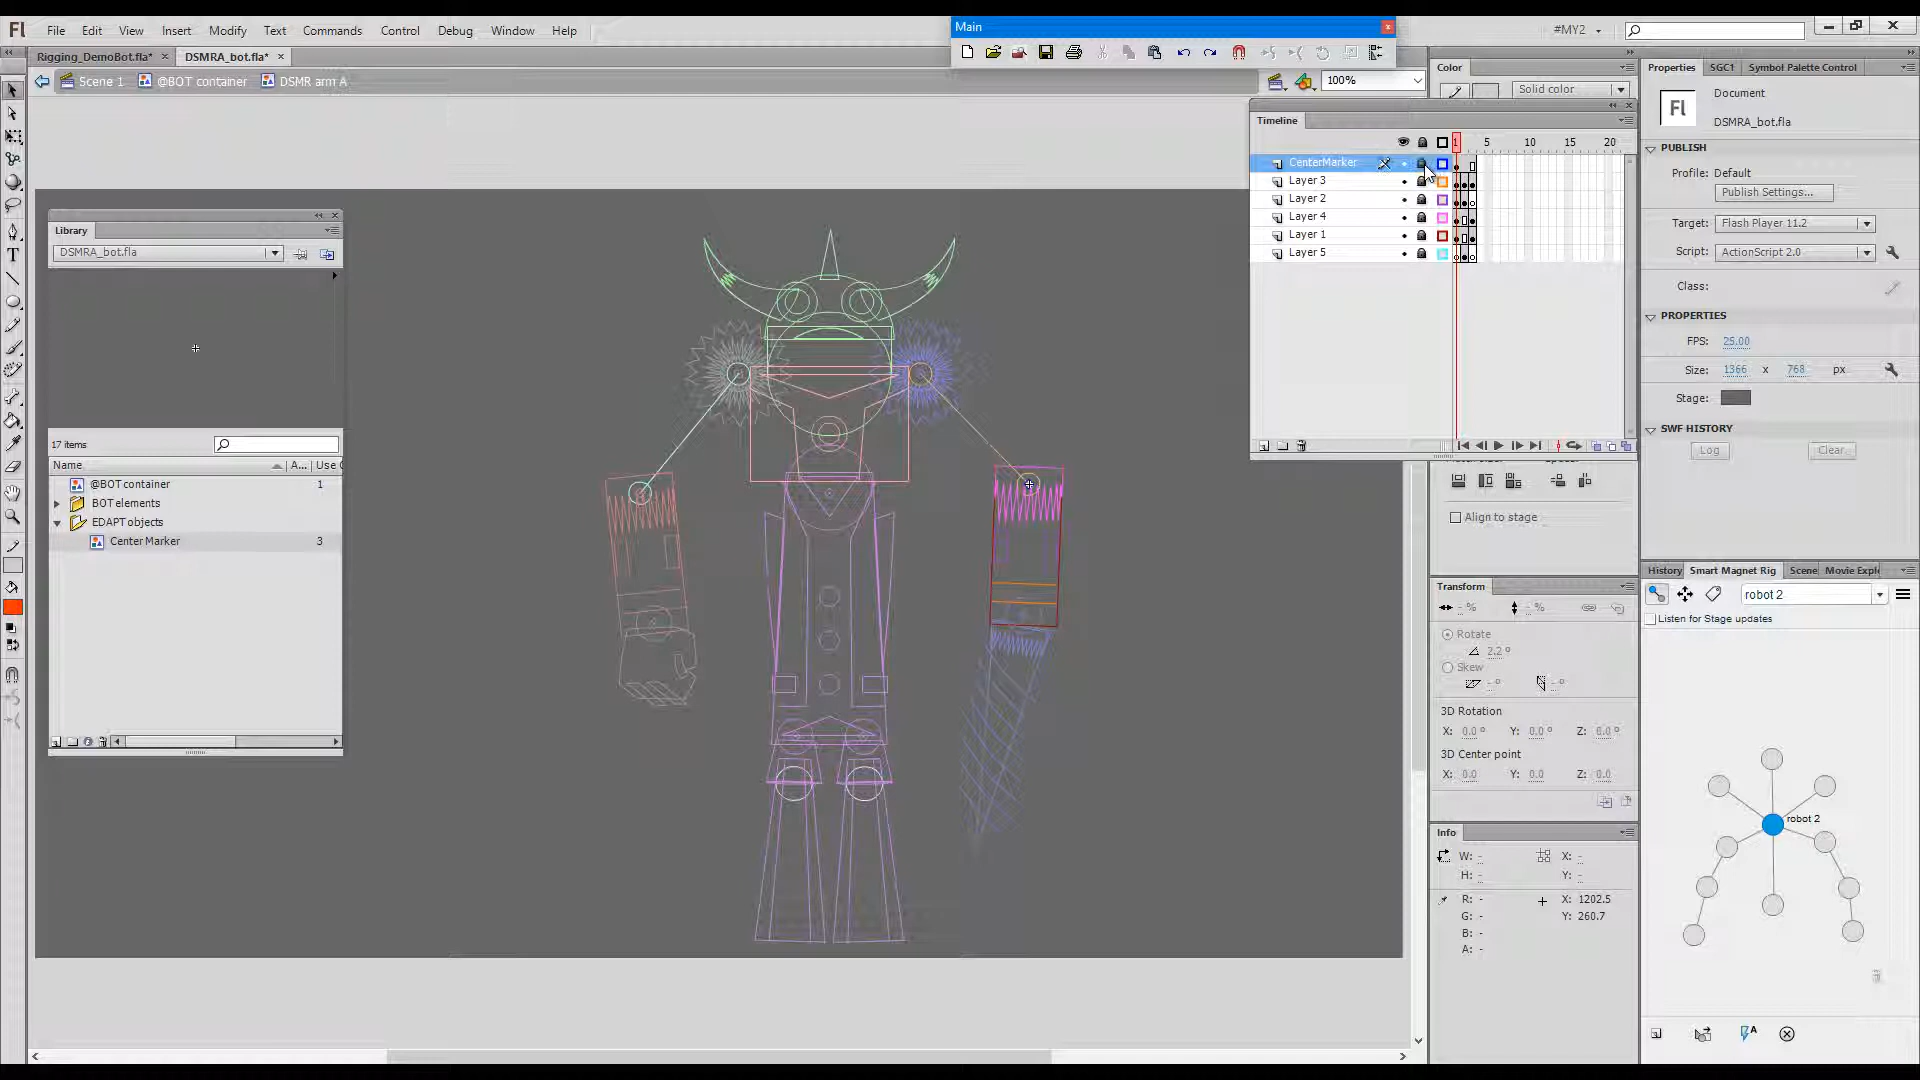 Main
Fl File Edit View Insert Modify Text Commands Control Debug Window Help
#MY2
Rigging_DemoBot.fla* × DSMRA_bot.fla* ×
Scene 1 @BOT container DSMR arm A
100%
Color
Solid color
Timeline
1 5 10 15 20
CenterMarker
Layer 3
Layer 2
Layer 4
Layer 1
Layer 5
Library
DSMRA_bot.fla
17 items
Name A... Use C
@BOT container 1
BOT elements
EDAPT objects
Center Marker 3
Align to stage
Transform
- % - %
Rotate
2.2 º
Skew
- º - º
3D Rotation
X: 0.0 º Y: 0.0 º Z: 0.0 º
3D Center point
X: 0.0 Y: 0.0 Z: 0.0
Info
W: - X: -
H: - Y: -
R: - X: 1202.5
G: - Y: 260.7
B: -
A: -
Properties SGC1 Symbol Palette Control
Fl
Document
DSMRA_bot.fla
PUBLISH
Profile: Default
Publish Settings...
Target: Flash Player 11.2
Script: ActionScript 2.0
Class:
PROPERTIES
FPS: 25.00
Size: 1366 x 768 px
Stage:
SWF HISTORY
Log Clear
History Smart Magnet Rig Scene Movie Expl
robot 2
Listen for Stage updates
robot 2